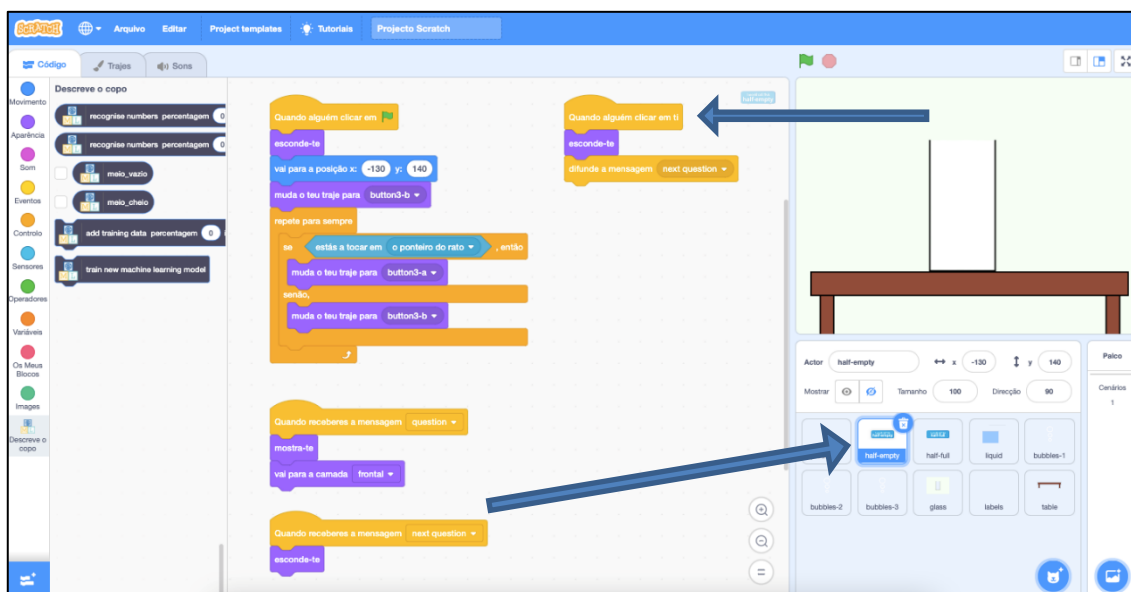 SCRATCH Arquivo Editar Project templates Tutoriais Projecto Scratch
Código Trajes Sons
Movimento
Aparência
Som
Eventos
Controlo
Sensores
Operadores
Variáveis
Os Meus
Blocos
Images
Descreve o
copo
Descreve o copo
recognise numbers percentagem 0
recognise numbers percentagem 0
meio_vazio
meio_cheio
add training data percentagem 0
train new machine learning model
Quando alguém clicar em
esconde-te
vai para a posição x: -130 y: 140
muda o teu traje para button3-b
repete para sempre
se estás a tocar em o ponteiro do rato , então
muda o teu traje para button3-a
senão,
muda o teu traje para button3-b
Quando receberes a mensagem question
mostra-te
vai para a camada frontal
Quando receberes a mensagem next question
esconde-te
half-empty
Quando alguém clicar em ti
esconde-te
difunde a mensagem next question
Actor half-empty x -130 y 140
Mostrar Tamanho 100 Direcção 90
half-empty half-full liquid bubbles-1
bubbles-2 bubbles-3 glass labels table
Palco
Cenários
1